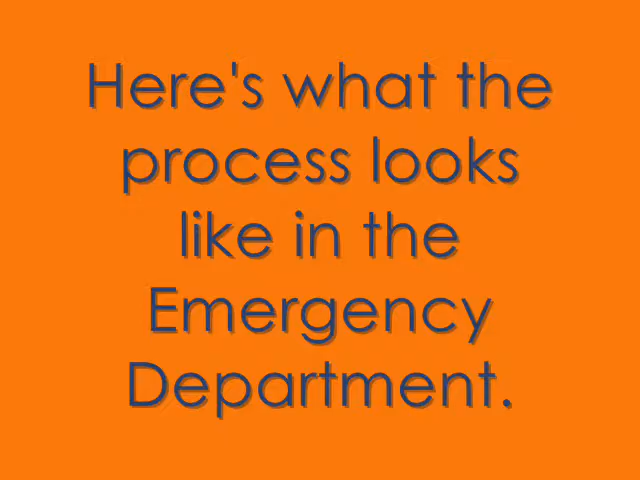 Here's what the
process looks
like in the
Emergency
Department.